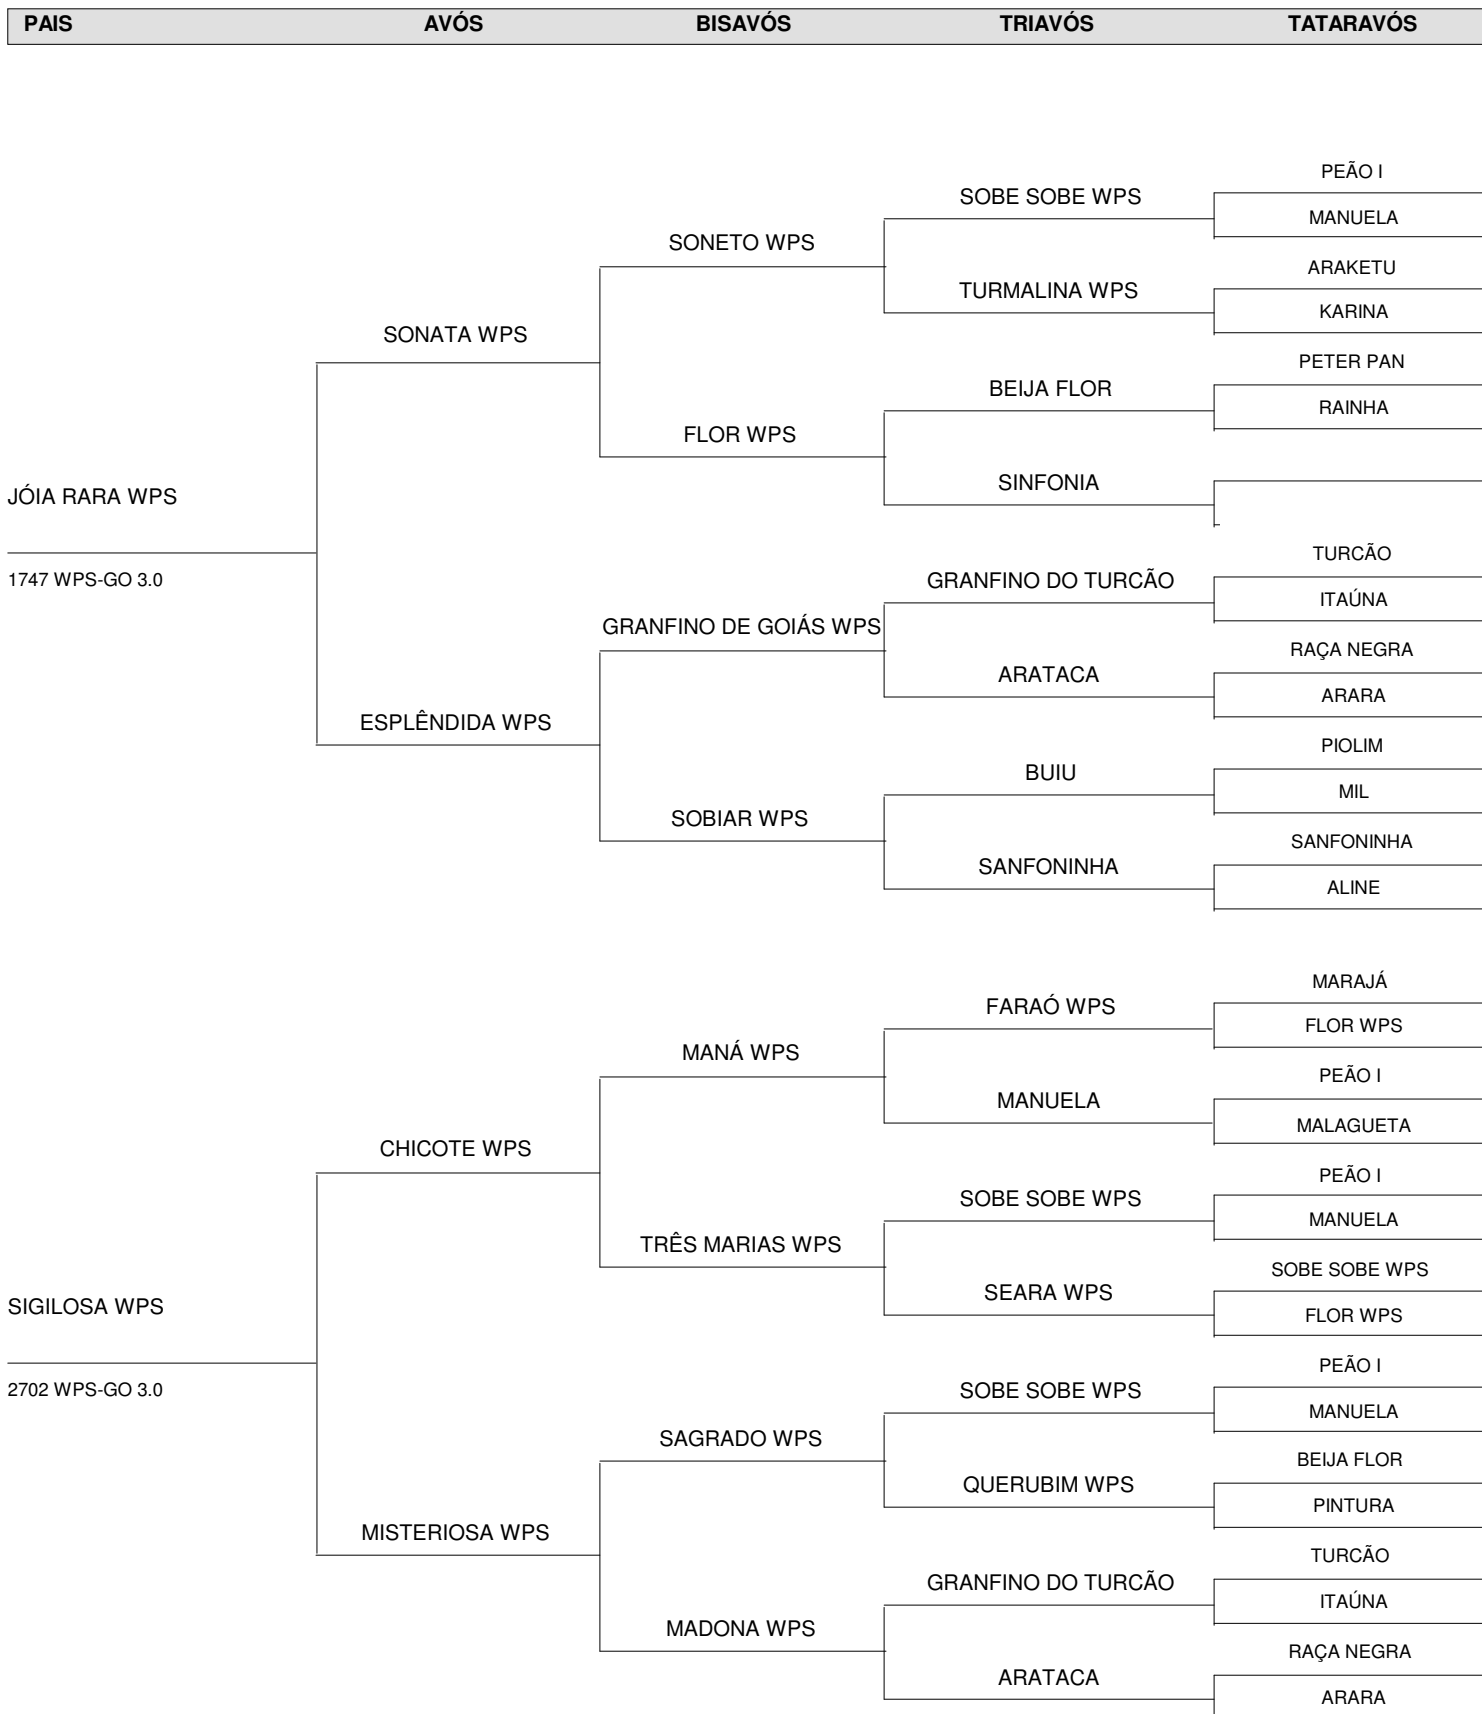 PAIS AVÓS BISAVÓS TRIAVÓS TATARAVÓS
PEÃO I
SOBE SOBE WPS
MANUELA
SONETO WPS
ARAKETU
TURMALINA WPS
KARINA
SONATA WPS
PETER PAN
BEIJA FLOR
RAINHA
FLOR WPS
SINFONIA
JÓIA RARA WPS
TURCÃO
1747 WPS-GO 3.0
GRANFINO DO TURCÃO
ITAÚNA
GRANFINO DE GOIÁS WPS
RAÇA NEGRA
ARATACA
ARARA
ESPLÊNDIDA WPS
PIOLIM
BUIU
MIL
SOBIAR WPS
SANFONINHA
SANFONINHA
ALINE
MARAJÁ
FARAÓ WPS
FLOR WPS
MANÁ WPS
PEÃO I
MANUELA
MALAGUETA
CHICOTE WPS
PEÃO I
SOBE SOBE WPS
MANUELA
TRÊS MARIAS WPS
SOBE SOBE WPS
SEARA WPS
SIGILOSA WPS
FLOR WPS
PEÃO I
2702 WPS-GO 3.0
SOBE SOBE WPS
MANUELA
SAGRADO WPS
BEIJA FLOR
QUERUBIM WPS
PINTURA
MISTERIOSA WPS
TURCÃO
GRANFINO DO TURCÃO
ITAÚNA
MADONA WPS
RAÇA NEGRA
ARATACA
ARARA